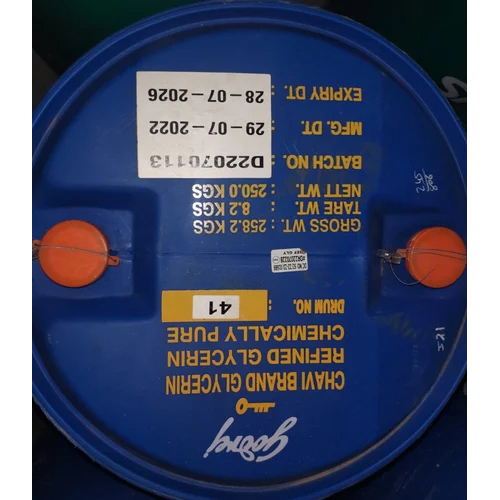 Godrej
CHAVI BRAND GLYCERIN
REFINED GLYCERIN
CHEMICALLY PURE
DRUM NO. : 41
GROSS WT. : 258.2 KGS
TARE WT. : 8.2 KGS
NETT WT. : 250.0 KGS
BATCH NO. : D22070113
MFG. DT. : 29-07-2022
EXPIRY DT. : 28-07-2026